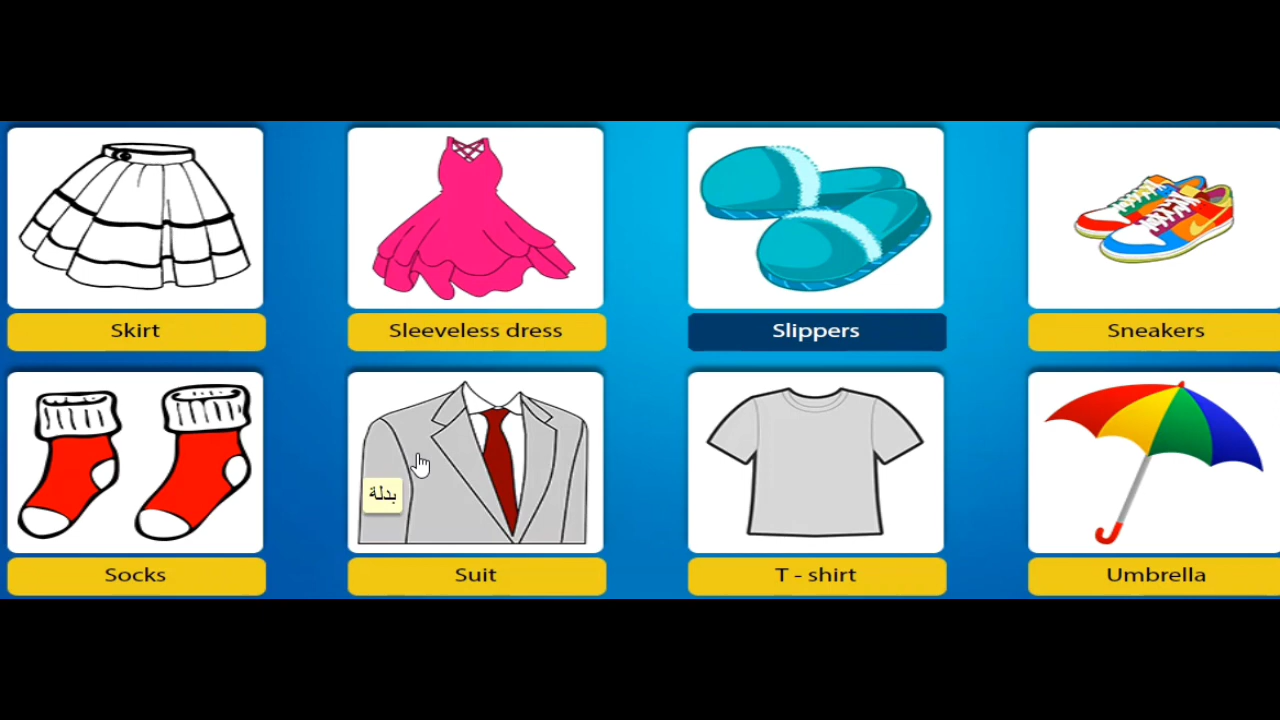 Skirt
Sleeveless dress
Slippers
Sneakers
بدلة
Socks
Suit
T - shirt
Umbrella